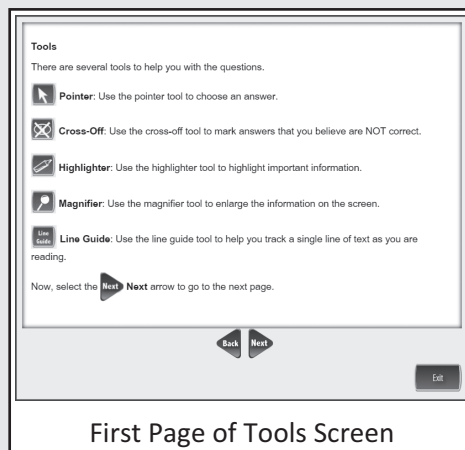 Tools
There are several tools to help you with the questions.
Pointer: Use the pointer tool to choose an answer.
Cross-Off: Use the cross-off tool to mark answers that you believe are NOT correct.
Highlighter: Use the highlighter tool to highlight important information.
Magnifier: Use the magnifier tool to enlarge the information on the screen.
Line Guide Line Guide: Use the line guide tool to help you track a single line of text as you are
reading.
Now, select the Next Next arrow to go to the next page.
Back Next
Exit
First Page of Tools Screen